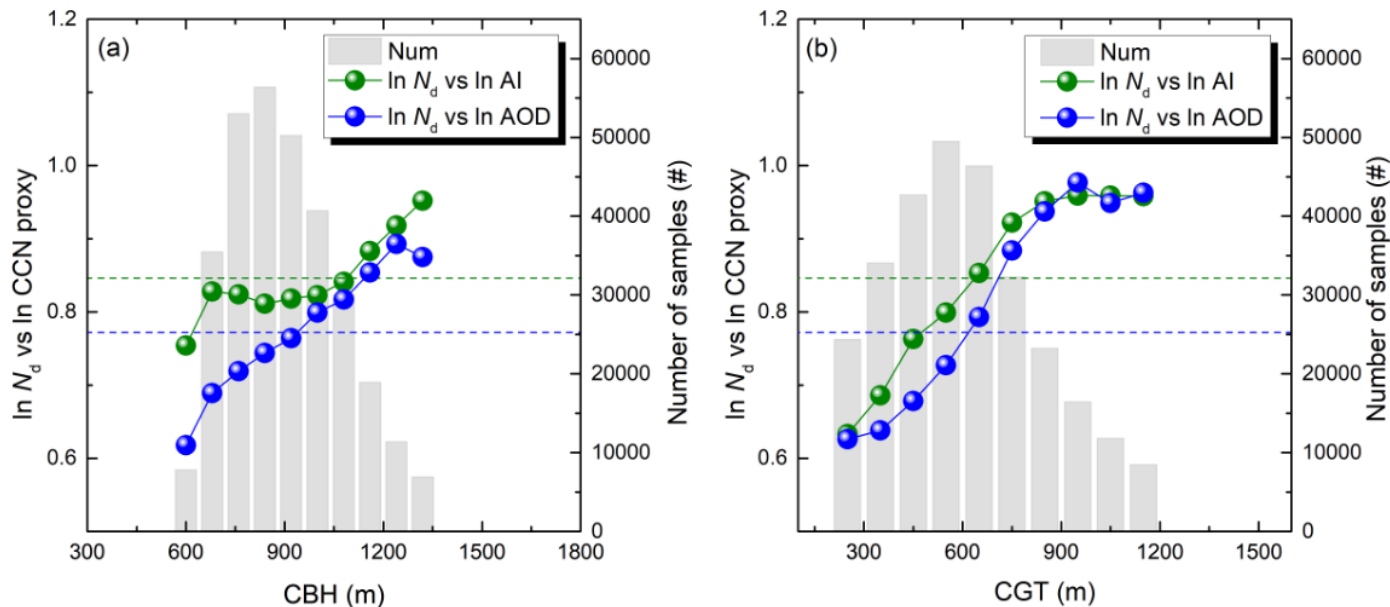 (a)
Num
ln Nd vs ln AI
ln Nd vs ln AOD
ln Nd vs ln CCN proxy
1.2
1.0
0.8
0.6
60000
50000
40000
30000
20000
10000
0
Number of samples (#)
300 600 900 1200 1500 1800
CBH (m)
(b)
Num
ln Nd vs ln AI
ln Nd vs ln AOD
ln Nd vs ln CCN proxy
1.2
1.0
0.8
0.6
60000
50000
40000
30000
20000
10000
0
Number of samples (#)
300 600 900 1200 1500
CGT (m)